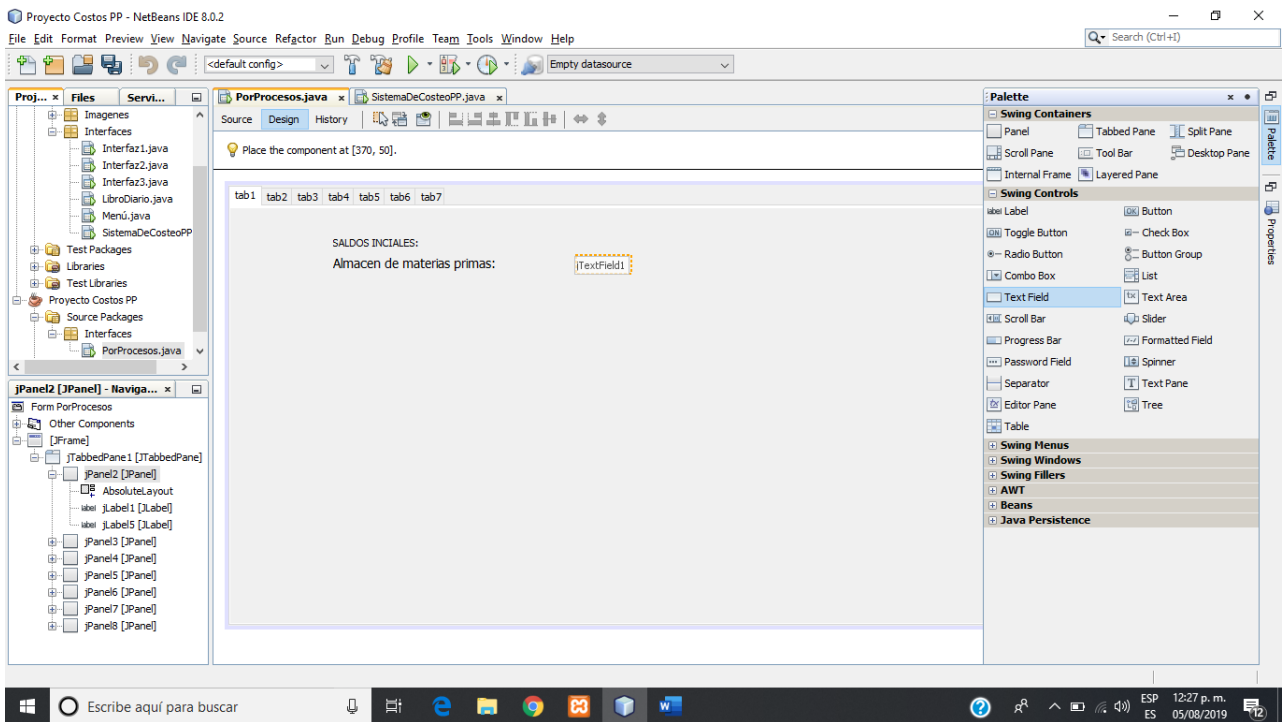 Proyecto Costos PP - NetBeans IDE 8.0.2
File Edit Format Preview View Navigate Source Refactor Run Debug Profile Team Tools Window Help
Search (Ctrl+I)
<default config>
Empty datasource
Proj... x Files Servi...
Imagenes
Interfaces
Interfaz1.java
Interfaz2.java
Interfaz3.java
LibroDiario.java
Menú.java
SistemaDeCosteoPP
Test Packages
Libraries
Test Libraries
Proyecto Costos PP
Source Packages
Interfaces
PorProcesos.java
jPanel2 [JPanel] - Naviga... x
Form PorProcesos
Other Components
[JFrame]
jTabbedPane1 [JTabbedPane]
jPanel2 [JPanel]
AbsoluteLayout
label jLabel1 [JLabel]
label jLabel5 [JLabel]
jPanel3 [JPanel]
jPanel4 [JPanel]
jPanel5 [JPanel]
jPanel6 [JPanel]
jPanel7 [JPanel]
jPanel8 [JPanel]
PorProcesos.java x SistemaDeCosteoPP.java x
Source Design History
Place the component at [370, 50].
tab1 tab2 tab3 tab4 tab5 tab6 tab7
SALDOS INCIALES:
Almacen de materias primas: jTextField1
Palette x
Swing Containers
Panel Tabbed Pane Split Pane
Scroll Pane Tool Bar Desktop Pane
Internal Frame Layered Pane
Swing Controls
label Label OK Button
ON Toggle Button Check Box
Radio Button Button Group
Combo Box List
Text Field tx Text Area
Scroll Bar Slider
Progress Bar Formatted Field
Password Field Spinner
Separator T Text Pane
Editor Pane Tree
Table
Swing Menus
Swing Windows
Swing Fillers
AWT
Beans
Java Persistence
Palette
Properties
Escribe aquí para buscar
ESP
ES
12:27 p. m.
05/08/2019
12